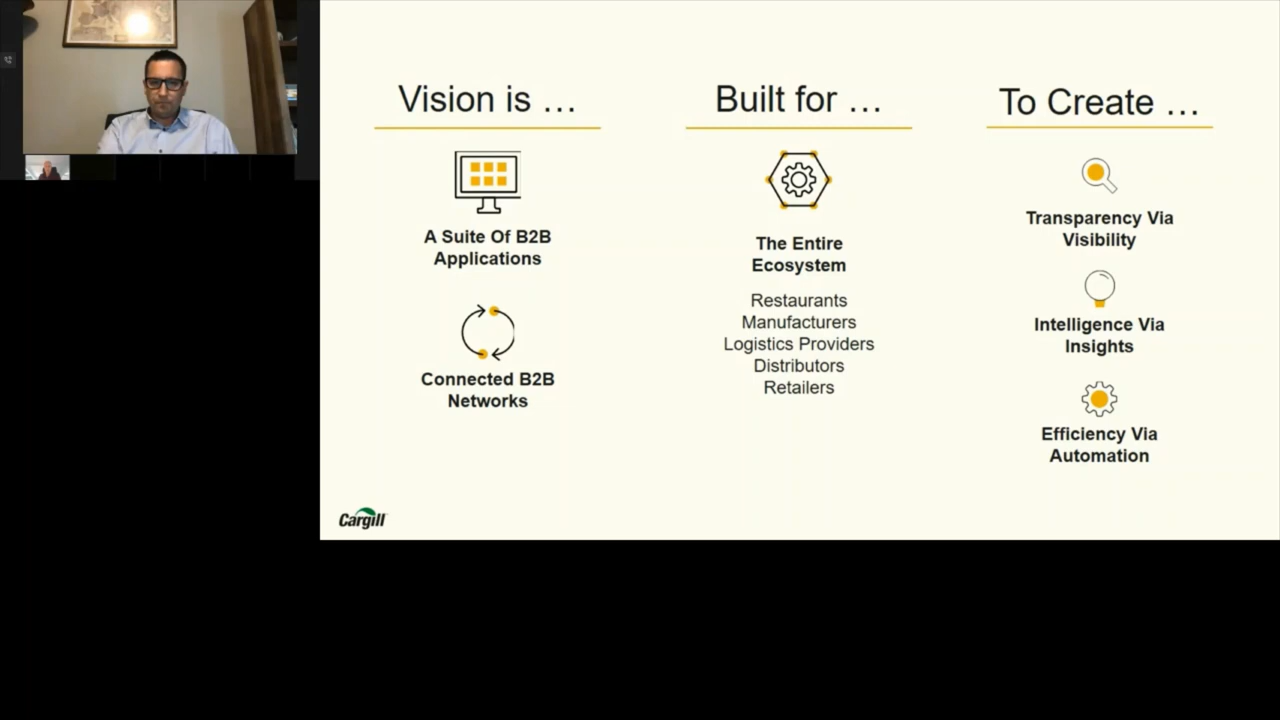 Vision is …
A Suite Of B2B
Applications
Connected B2B
Networks
Built for …
The Entire
Ecosystem
Restaurants
Manufacturers
Logistics Providers
Distributors
Retailers
To Create …
Transparency Via
Visibility
Intelligence Via
Insights
Efficiency Via
Automation
Cargill